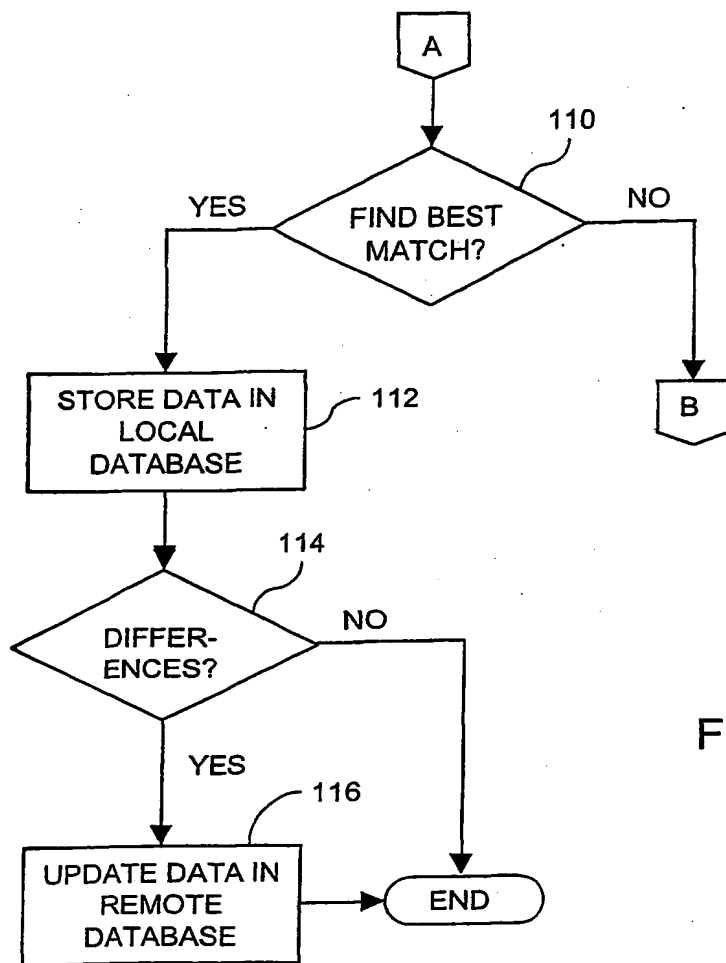 A
110
YES
NO
FIND BEST
MATCH?
STORE DATA IN
LOCAL
DATABASE
112
B
114
NO
DIFFER-
ENCES?
F
YES
116
UPDATE DATA IN
REMOTE
DATABASE
END